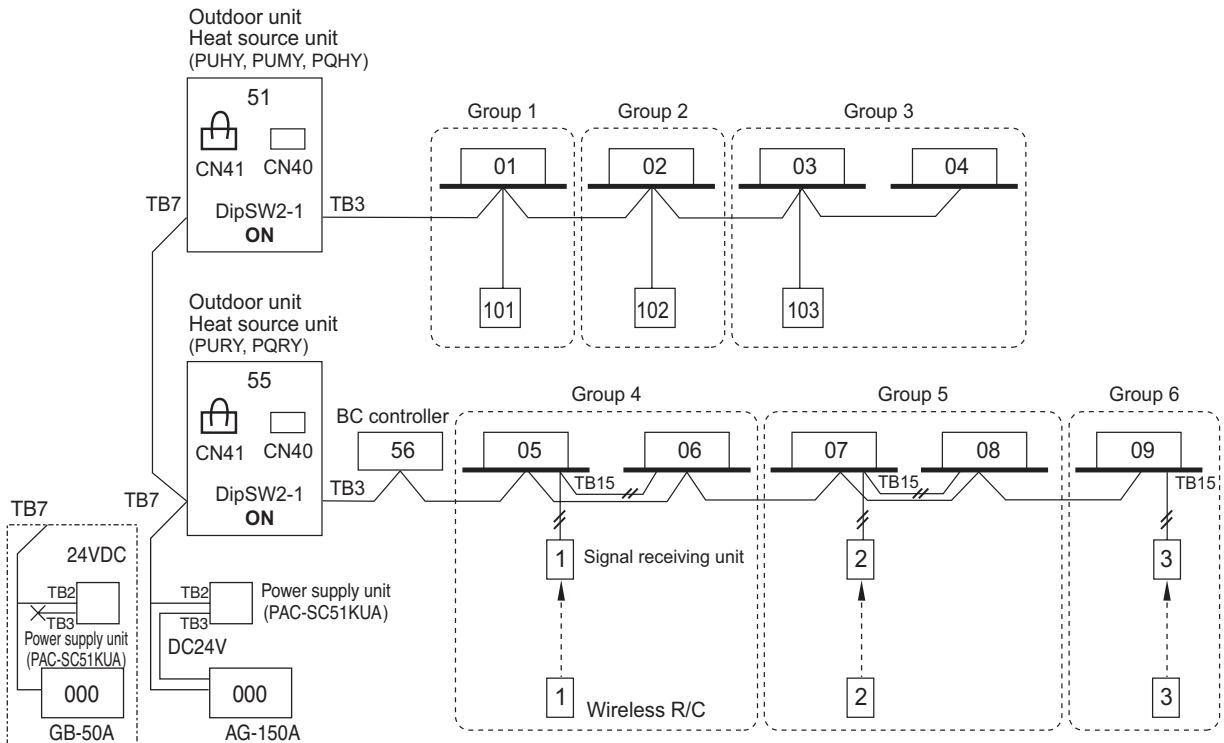 Outdoor unit
Heat source unit
(PUHY, PUMY, PQHY)
51
CN41 CN40
TB7
DipSW2-1
ON
TB3
Group 1
Group 2
Group 3
01
02
03
04
101
102
103
Outdoor unit
Heat source unit
(PURY, PQRY)
55
CN41 CN40
TB7
DipSW2-1
ON
TB3
BC controller
56
Group 4
Group 5
Group 6
05
06
07
08
09
TB15
TB15
TB15
1
Signal receiving unit
2
3
1
Wireless R/C
2
3
TB7
24VDC
TB2
TB3
Power supply unit
(PAC-SC51KUA)
000
GB-50A
TB2
TB3
Power supply unit
(PAC-SC51KUA)
DC24V
000
AG-150A